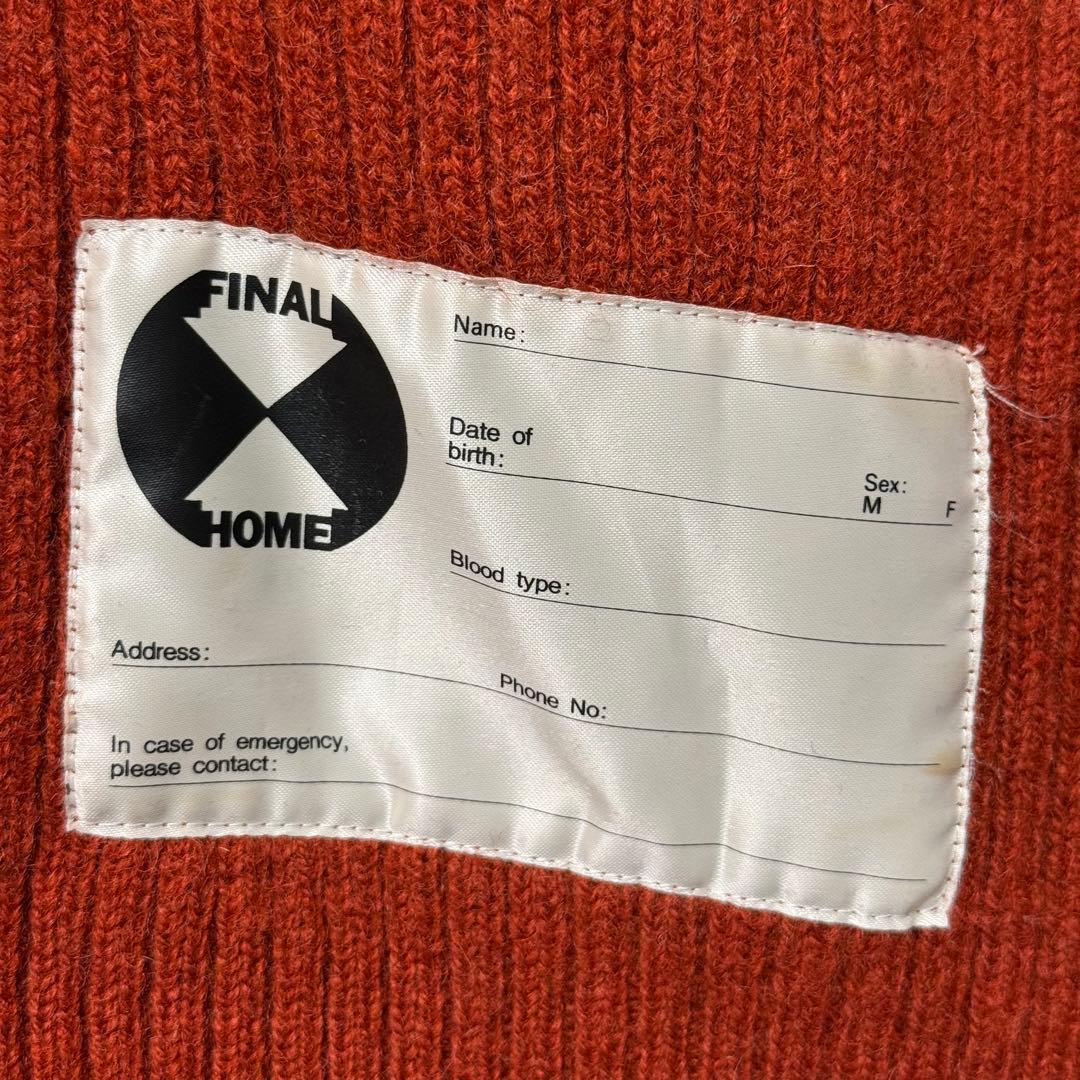 FINAL
HOME
Name:
Date of
birth:
Sex:
M F
Blood type:
Address:
Phone No:
In case of emergency,
please contact: